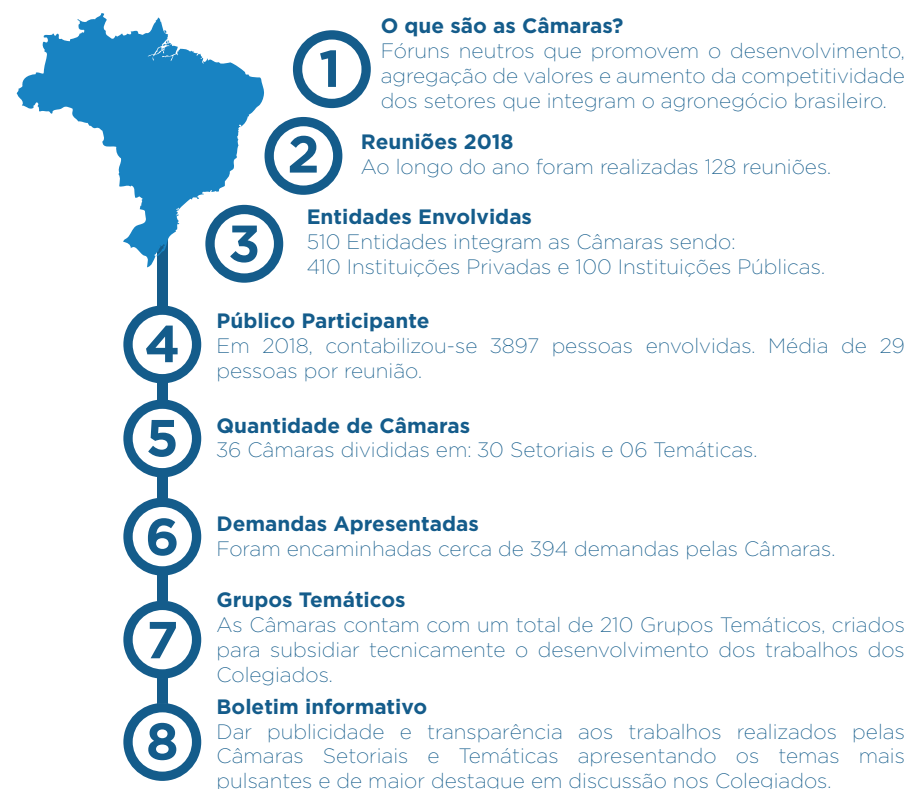 1
O que são as Câmaras?
Fóruns neutros que promovem o desenvolvimento,
agregação de valores e aumento da competitividade
dos setores que integram o agronegócio brasileiro.
2
Reuniões 2018
Ao longo do ano foram realizadas 128 reuniões.
3
Entidades Envolvidas
510 Entidades integram as Câmaras sendo:
410 Instituições Privadas e 100 Instituições Públicas.
4
Público Participante
Em 2018, contabilizou-se 3897 pessoas envolvidas. Média de 29
pessoas por reunião.
5
Quantidade de Câmaras
36 Câmaras divididas em: 30 Setoriais e 06 Temáticas.
6
Demandas Apresentadas
Foram encaminhadas cerca de 394 demandas pelas Câmaras.
7
Grupos Temáticos
As Câmaras contam com um total de 210 Grupos Temáticos, criados
para subsidiar tecnicamente o desenvolvimento dos trabalhos dos
Colegiados.
8
Boletim informativo
Dar publicidade e transparência aos trabalhos realizados pelas
Câmaras Setoriais e Temáticas apresentando os temas mais
pulsantes e de maior destaque em discussão nos Colegiados.